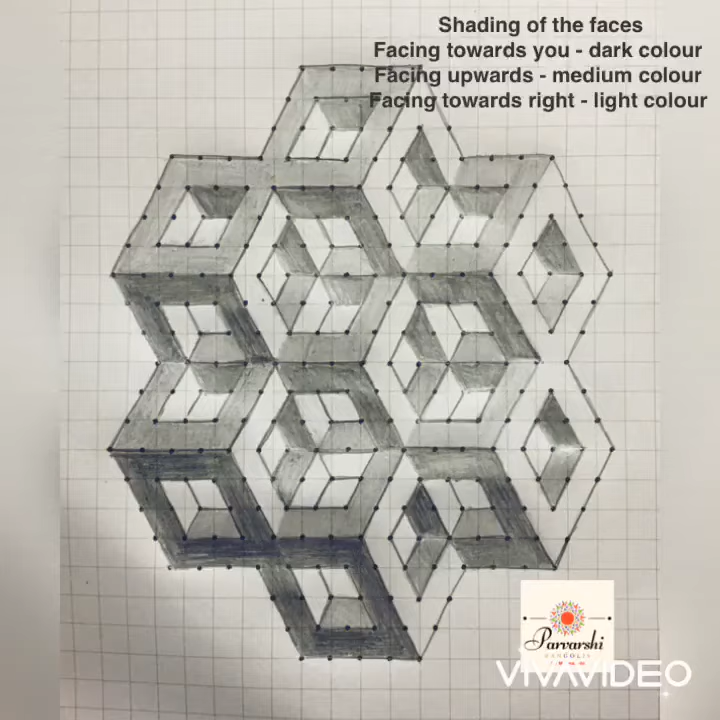 Shading of the faces
Facing towards you - dark colour
Facing upwards - medium colour
Facing towards right - light colour
Parvarshi
RANGOLIS
VIVAVIDEO